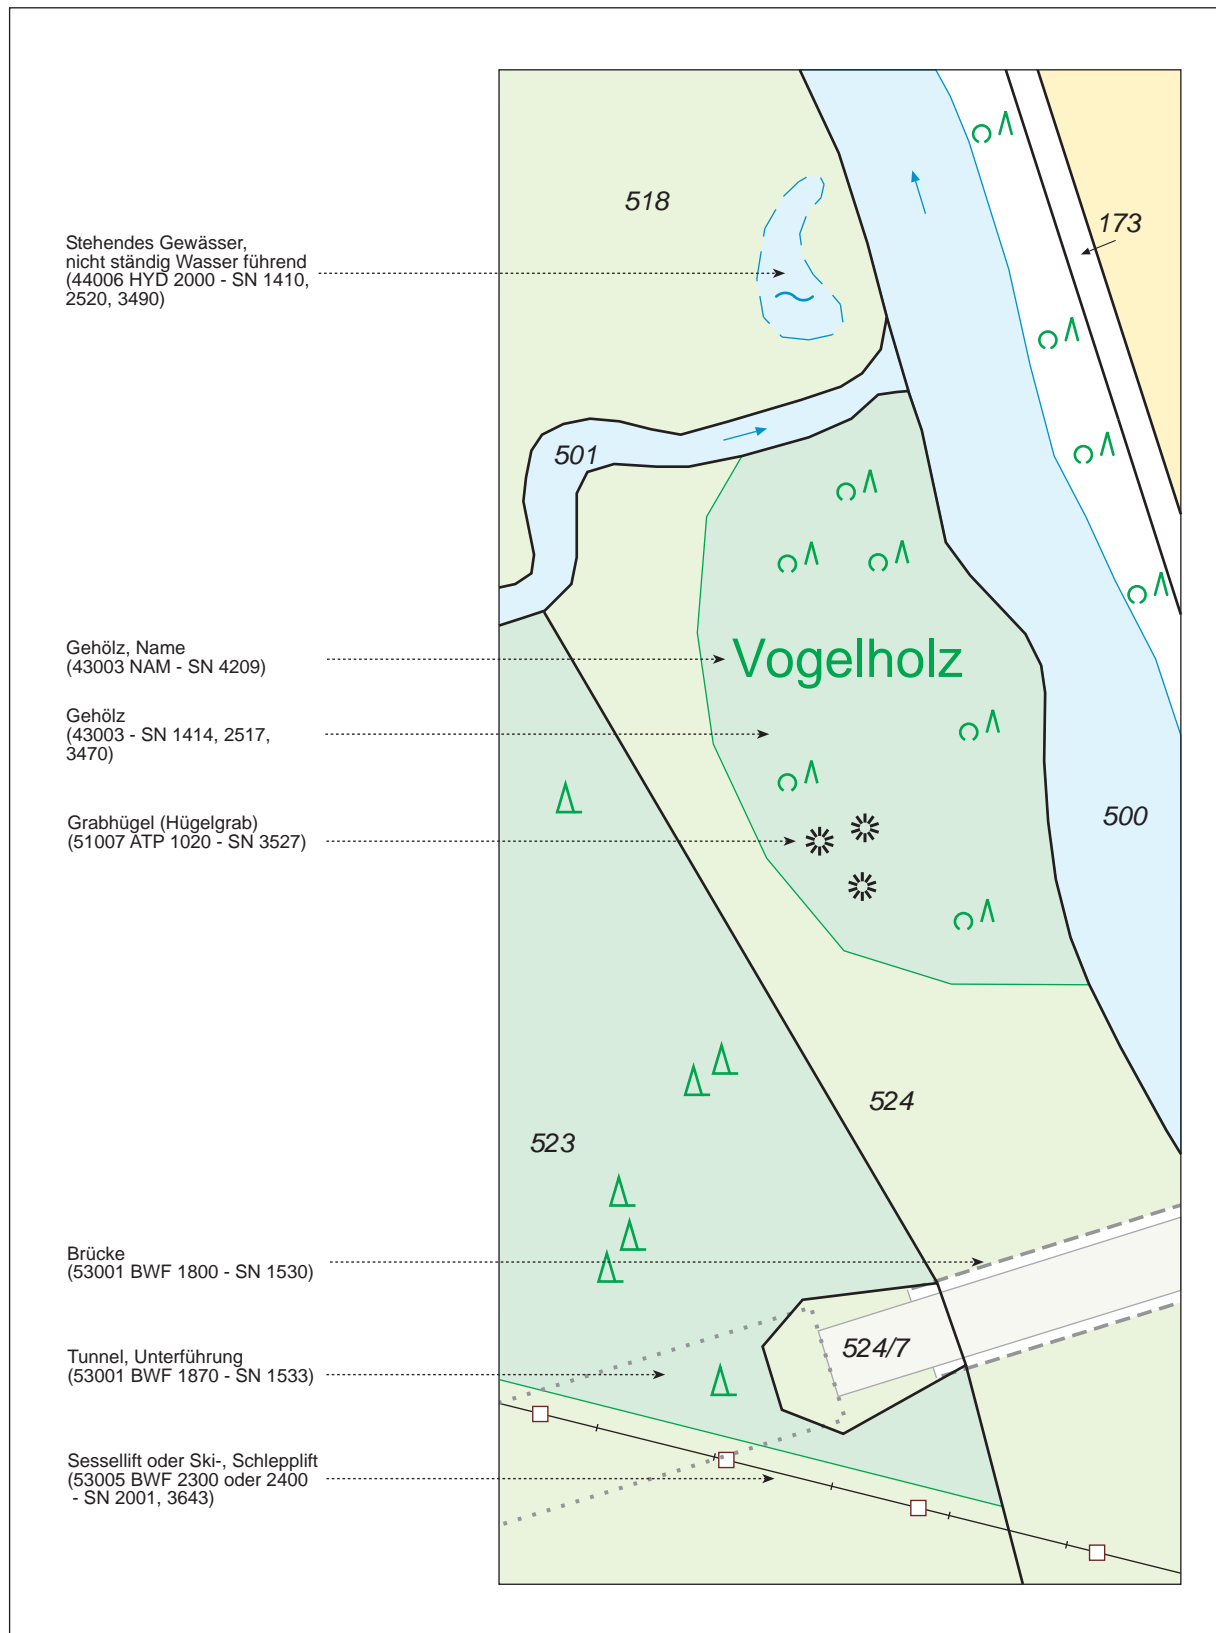 518
173
Stehendes Gewässer,
nicht ständig Wasser führend
(44006 HYD 2000 - SN 1410,
2520, 3490)
501
Gehölz, Name
(43003 NAM - SN 4209)
Vogelholz
Gehölz
(43003 - SN 1414, 2517,
3470)
Grabhügel (Hügelgrab)
(51007 ATP 1020 - SN 3527)
500
524
523
Brücke
(53001 BWF 1800 - SN 1530)
Tunnel, Unterführung
(53001 BWF 1870 - SN 1533)
524/7
Sessellift oder Ski-, Schlepplift
(53005 BWF 2300 oder 2400
- SN 2001, 3643)